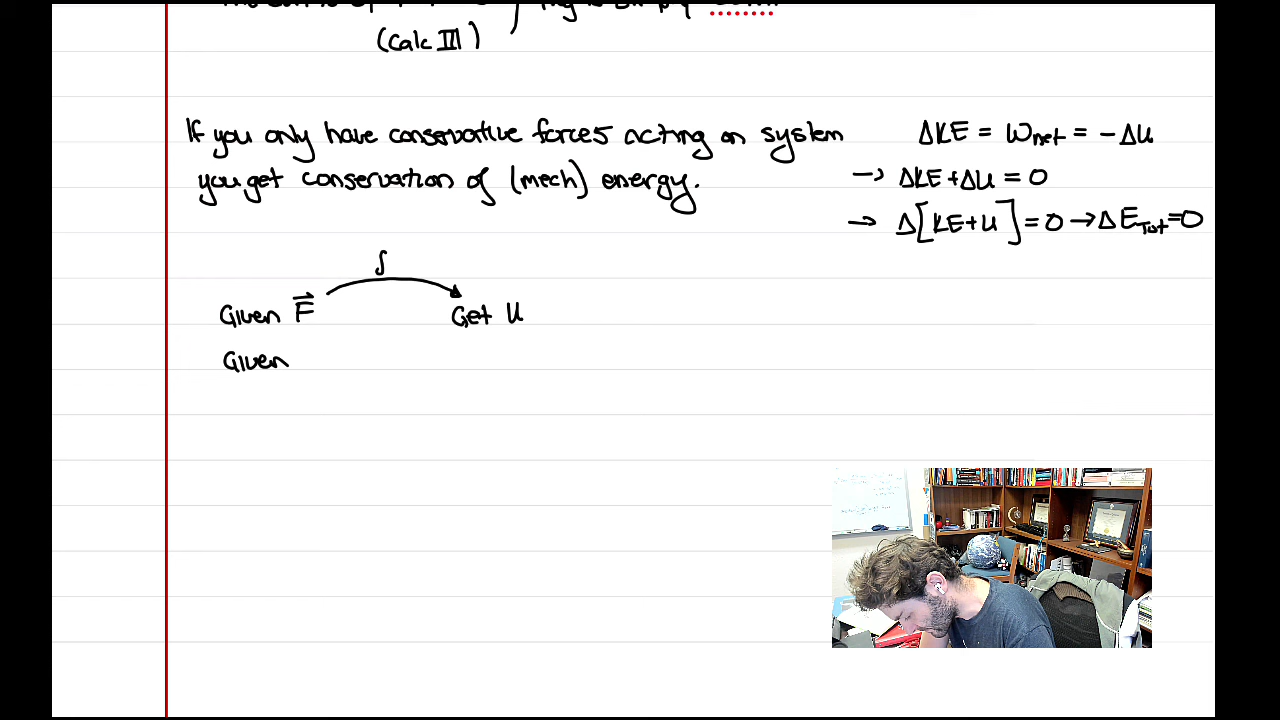 (Calc III)
If you only have conservative forces acting on system
you get conservation of (mech) energy.
ΔKE = Wnet = -ΔU
→ ΔKE + ΔU = 0
→ Δ[KE + U] = 0 → ΔE_Tot = 0
∫
Given F⃗ Get U
Given